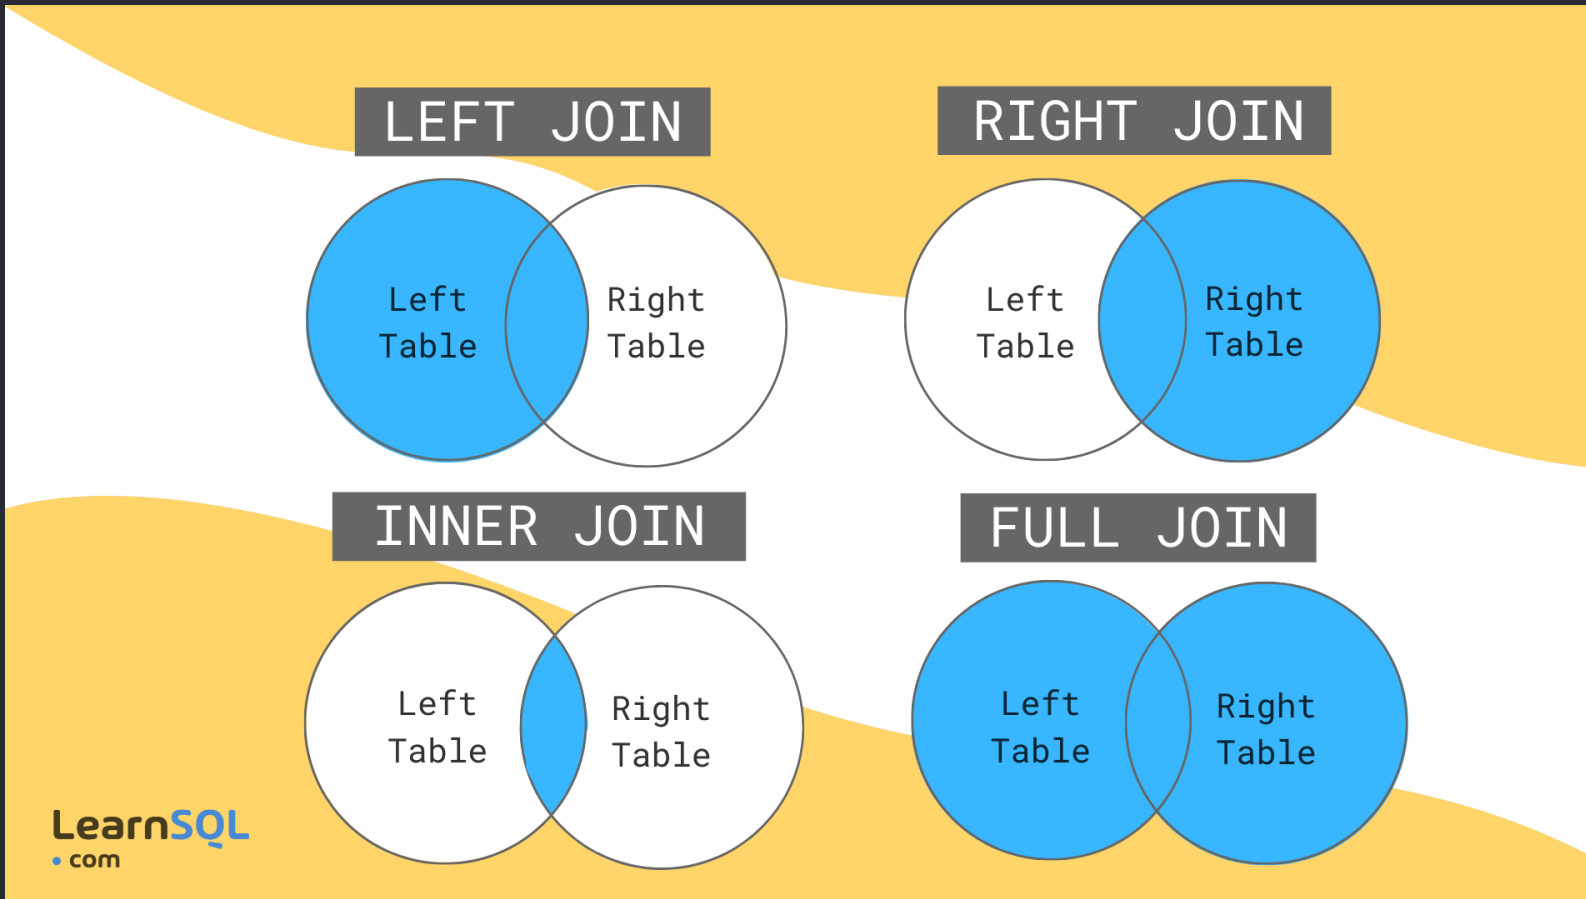 LEFT JOIN
RIGHT JOIN
Left
Table
Right
Table
Left
Table
Right
Table
INNER JOIN
FULL JOIN
Left
Table
Right
Table
Left
Table
Right
Table
LearnSQL
.com